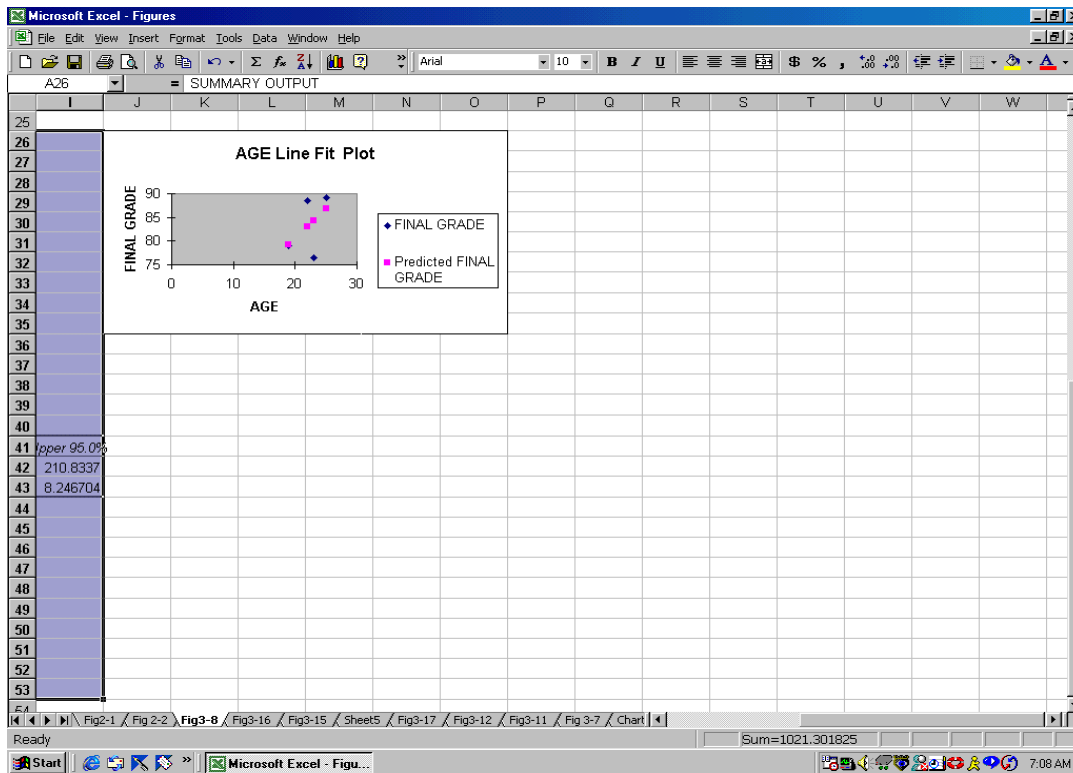 Microsoft Excel - Figures
File Edit View Insert Format Tools Data Window Help
Arial 10 B I U $ % ,
A26 = SUMMARY OUTPUT
I J K L M N O P Q R S T U V W
25
26
27
28
29
30
31
32
33
34
35
36
37
38
39
40
41 Upper 95.0%
42 210.8337
43 8.246704
44
45
46
47
48
49
50
51
52
53
54
AGE Line Fit Plot
FINAL GRADE
90
85
80
75
0 10 20 30
AGE
FINAL GRADE
Predicted FINAL
GRADE
Fig2-1 Fig 2-2 Fig3-8 Fig3-16 Fig3-15 Sheet5 Fig3-17 Fig3-12 Fig3-11 Fig 3-7 Chart
Ready Sum=1021.301825
Start Microsoft Excel - Figu... 7:08 AM